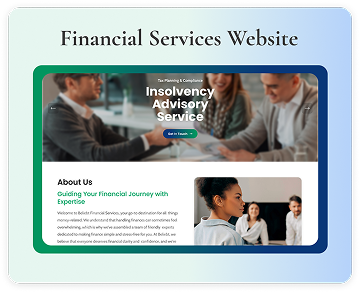 Financial Services Website
Tax Planning & Compliance
Insolvency
Advisory
Service
Get In Touch
About Us
Guiding Your Financial Journey with
Expertise
Welcome to Belikbt Financial Services, your go-to destination for all things
money-related. We understand that handling finances can sometimes feel
overwhelming, which is why we've assembled a team of friendly experts
dedicated to making finance simple and stress-free for you. At Belikbt, we
believe that everyone deserves financial clarity and confidence, and we're